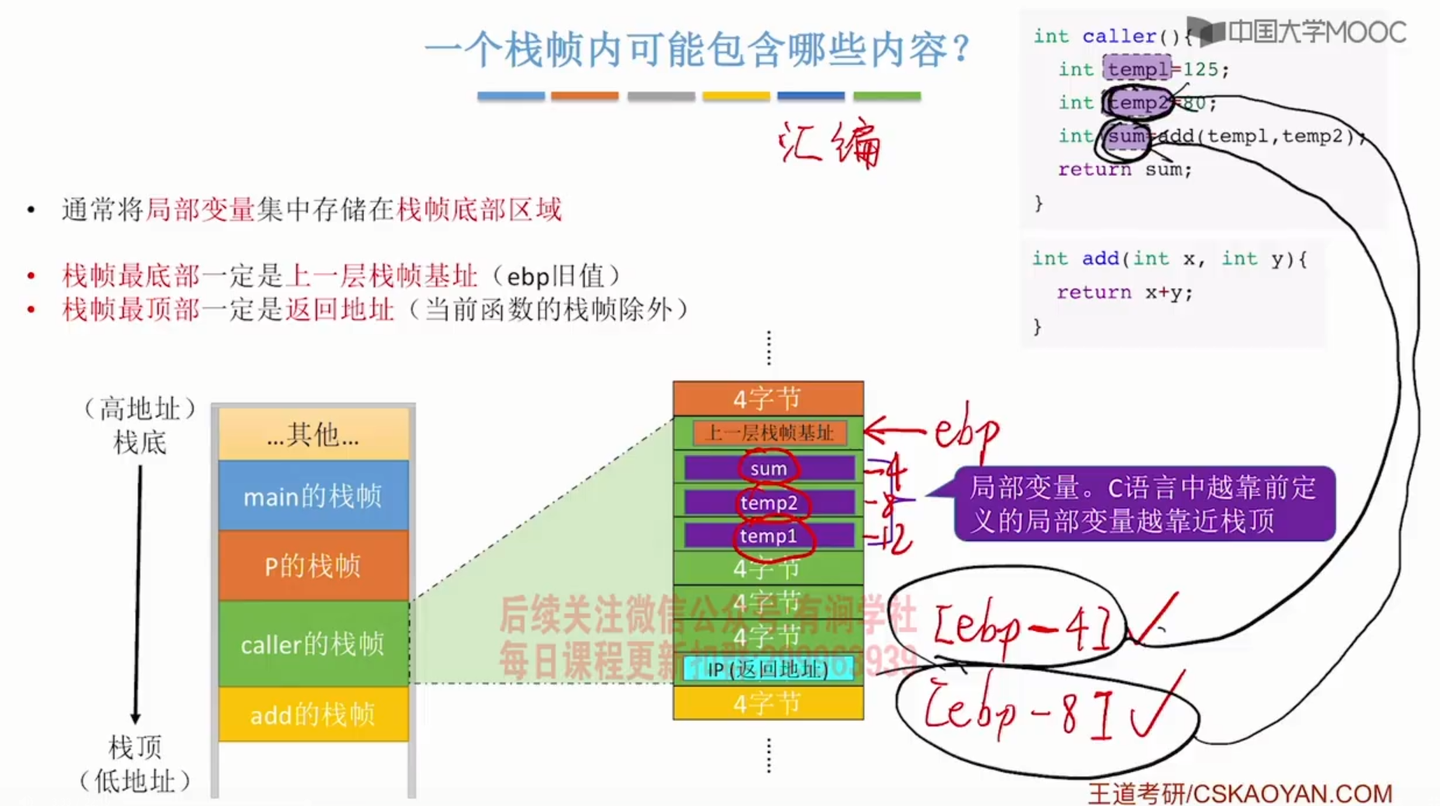 一个栈帧内可能包含哪些内容?
中国大学MOOC
int caller(){
int temp1=125;
int temp2=80;
int sum=add(temp1,temp2);
return sum;
}
汇编
• 通常将局部变量集中存储在栈帧底部区域
• 栈帧最底部一定是上一层栈帧基址（ebp旧值）
• 栈帧最顶部一定是返回地址（当前函数的栈帧除外）
int add(int x, int y){
return x+y;
}
（高地址）
栈底
栈顶
（低地址）
...其他...
main的栈帧
P的栈帧
caller的栈帧
add的栈帧
4字节
上一层栈帧基址
sum
temp2
temp1
4字节
4字节
4字节
IP (返回地址)
4字节
ebp
-4
-8
-12
局部变量。C语言中越靠前定
义的局部变量越靠近栈顶
[ebp-4]
[ebp-8]
后续关注微信公众号 有涧学社
每日课程更新
王道考研/CSKAOYAN.COM